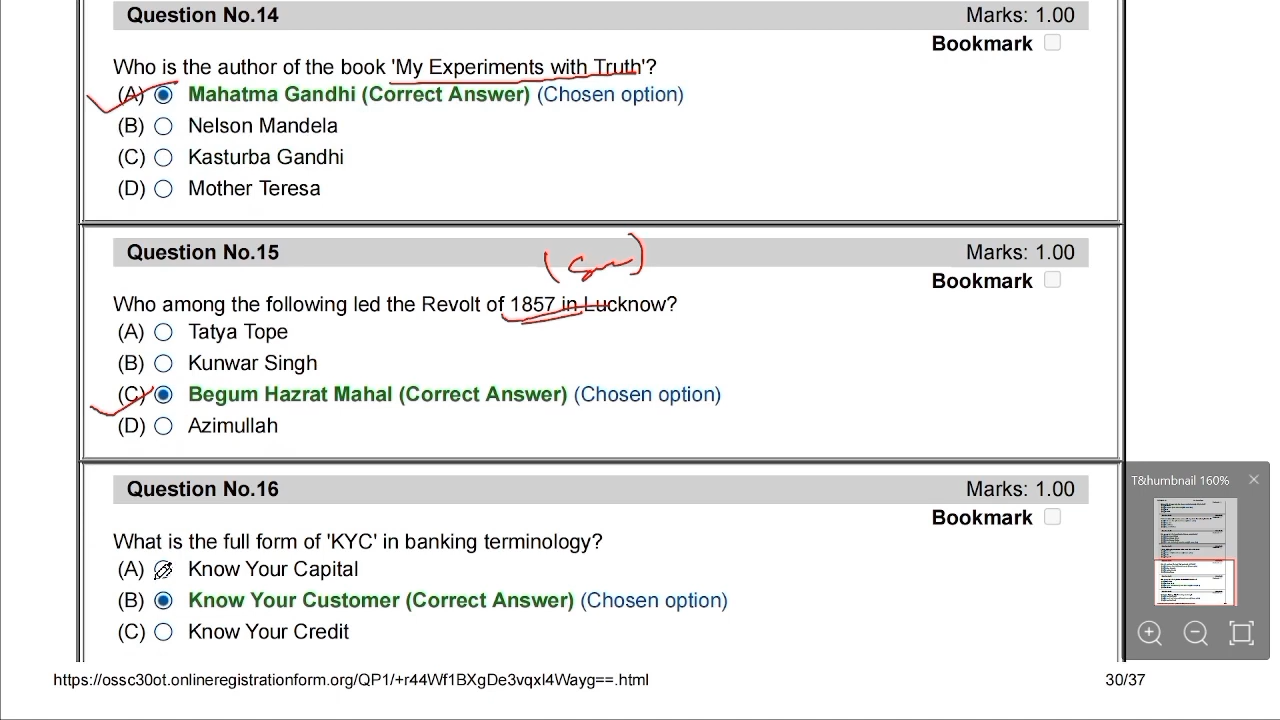 Question No.14 Marks: 1.00
Bookmark
Who is the author of the book 'My Experiments with Truth'?
(A) Mahatma Gandhi (Correct Answer) (Chosen option)
(B) Nelson Mandela
(C) Kasturba Gandhi
(D) Mother Teresa
Question No.15 Marks: 1.00
Bookmark
Who among the following led the Revolt of 1857 in Lucknow?
(A) Tatya Tope
(B) Kunwar Singh
(C) Begum Hazrat Mahal (Correct Answer) (Chosen option)
(D) Azimullah
Question No.16 Marks: 1.00
Bookmark
What is the full form of 'KYC' in banking terminology?
(A) Know Your Capital
(B) Know Your Customer (Correct Answer) (Chosen option)
(C) Know Your Credit
https://ossc30ot.onlineregistrationform.org/QP1/+r44Wf1BXgDe3vqxI4Wayg==.html 30/37
T&humbnail 160%